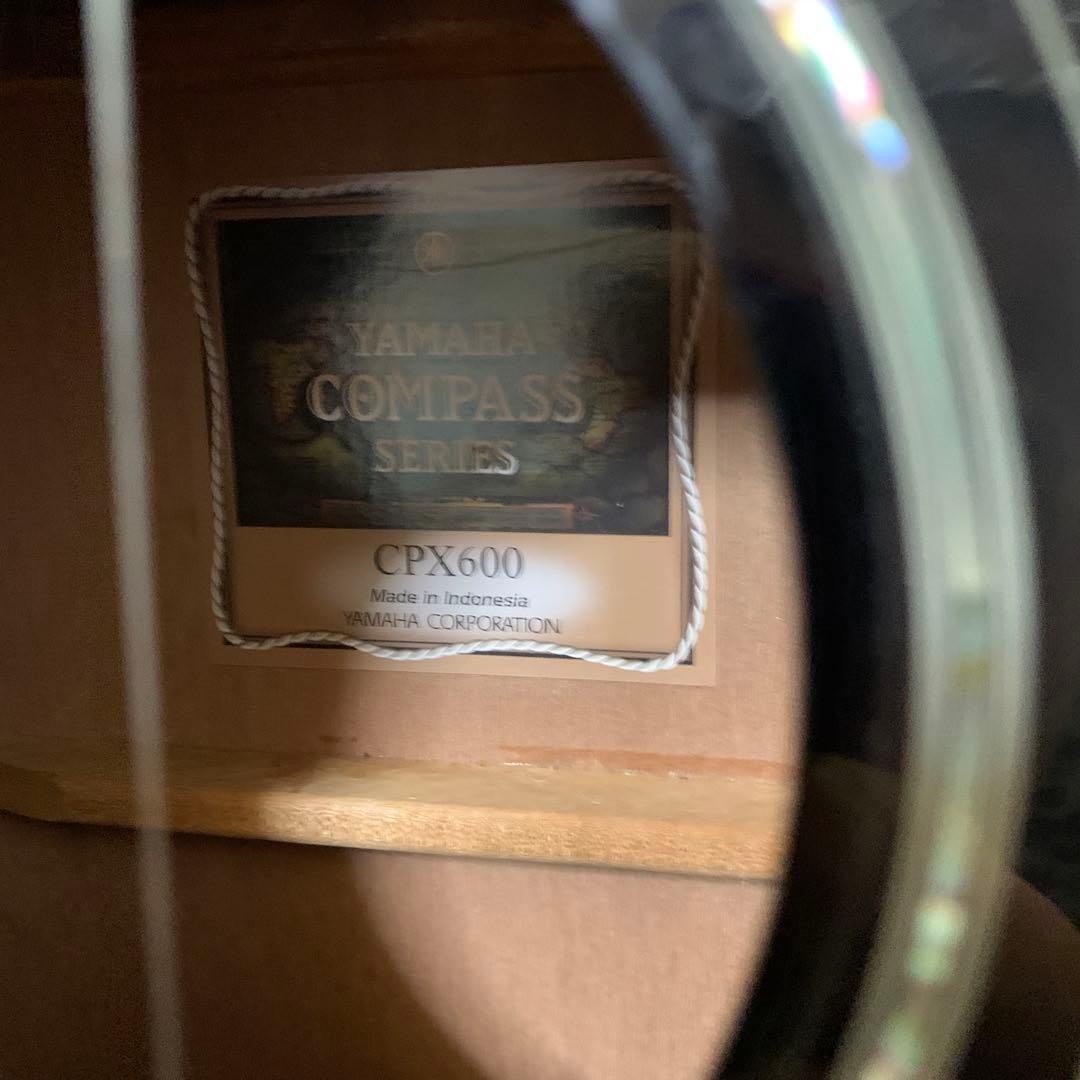 YAMAHA
COMPASS
SERIES
CPX600
Made in Indonesia
YAMAHA CORPORATION